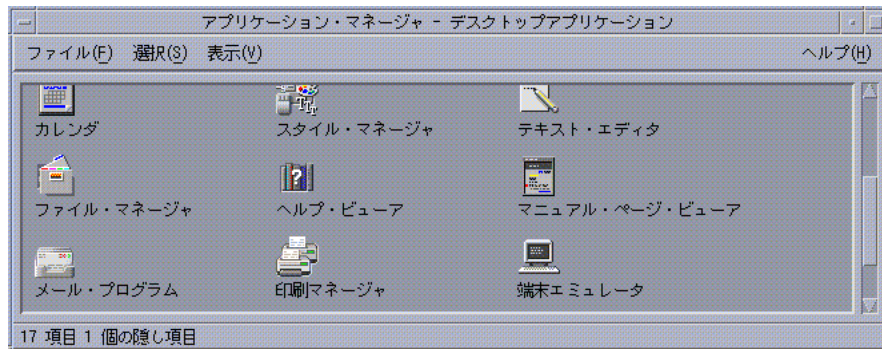 アプリケーション・マネージャ - デスクトップアプリケーション
ファイル(F) 選択(S) 表示(V) ヘルプ(H)
カレンダ スタイル・マネージャ テキスト・エディタ
ファイル・マネージャ ヘルプ・ビューア マニュアル・ページ・ビューア
メール・プログラム 印刷マネージャ 端末エミュレータ
17 項目 1 個の隠し項目